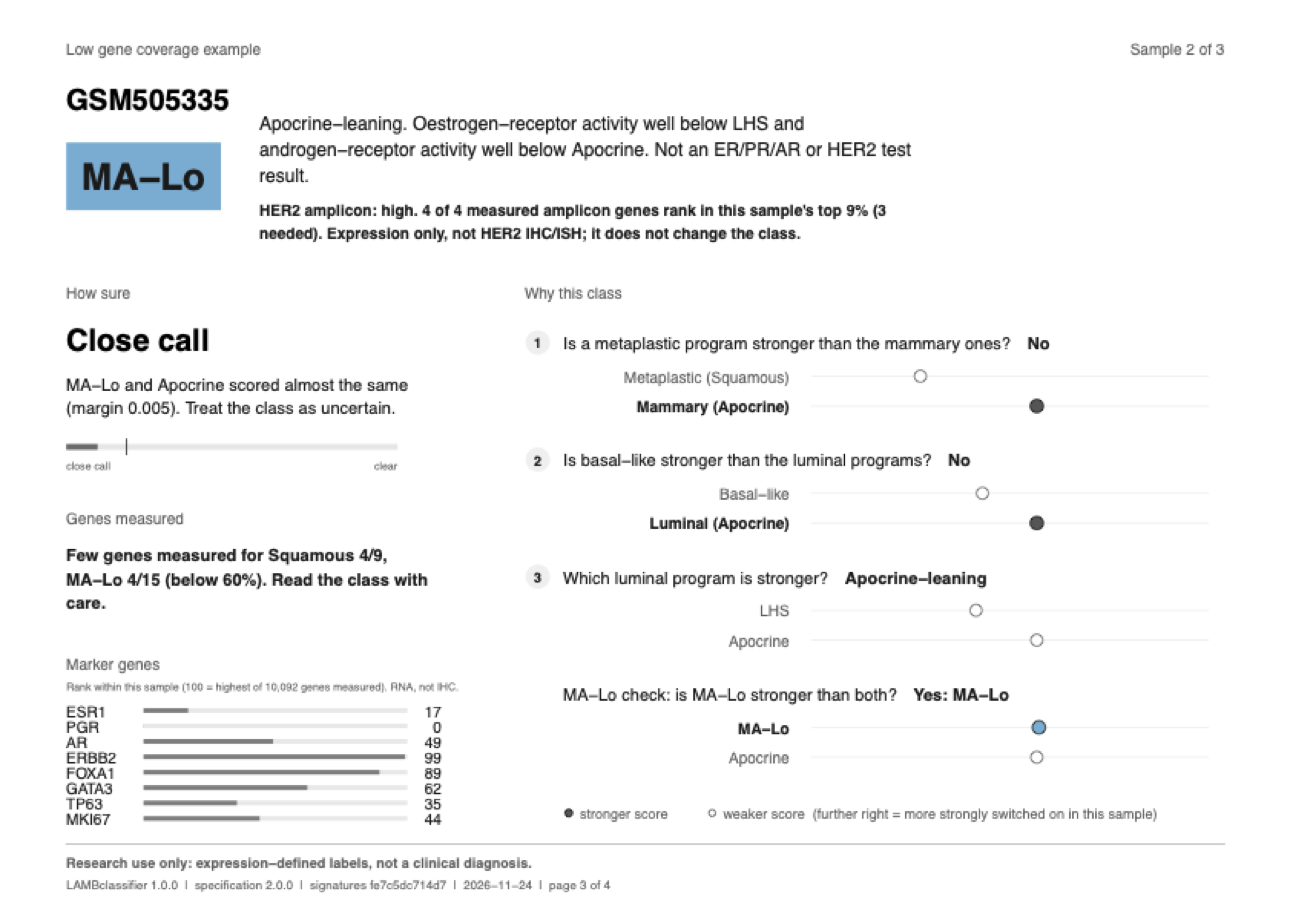 Low gene coverage example
Sample 2 of 3
GSM505335
MA–Lo
Apocrine–leaning. Oestrogen–receptor activity well below LHS and
androgen–receptor activity well below Apocrine. Not an ER/PR/AR or HER2 test
result.
HER2 amplicon: high. 4 of 4 measured amplicon genes rank in this sample's top 9% (3
needed). Expression only, not HER2 IHC/ISH; it does not change the class.
How sure
Close call
MA–Lo and Apocrine scored almost the same
(margin 0.005). Treat the class as uncertain.
close call
clear
Genes measured
Few genes measured for Squamous 4/9,
MA–Lo 4/15 (below 60%). Read the class with
care.
Marker genes
Rank within this sample (100 = highest of 10,092 genes measured). RNA, not IHC.
ESR1 17
PGR 0
AR 49
ERBB2 99
FOXA1 89
GATA3 62
TP63 35
MKI67 44
Why this class
1 Is a metaplastic program stronger than the mammary ones? No
Metaplastic (Squamous)
Mammary (Apocrine)
2 Is basal–like stronger than the luminal programs? No
Basal–like
Luminal (Apocrine)
3 Which luminal program is stronger? Apocrine–leaning
LHS
Apocrine
MA–Lo check: is MA–Lo stronger than both? Yes: MA–Lo
MA–Lo
Apocrine
stronger score
weaker score (further right = more strongly switched on in this sample)
Research use only: expression–defined labels, not a clinical diagnosis.
LAMBclassifier 1.0.0 | specification 2.0.0 | signatures fe7c5dc714d7 | 2026–11–24 | page 3 of 4